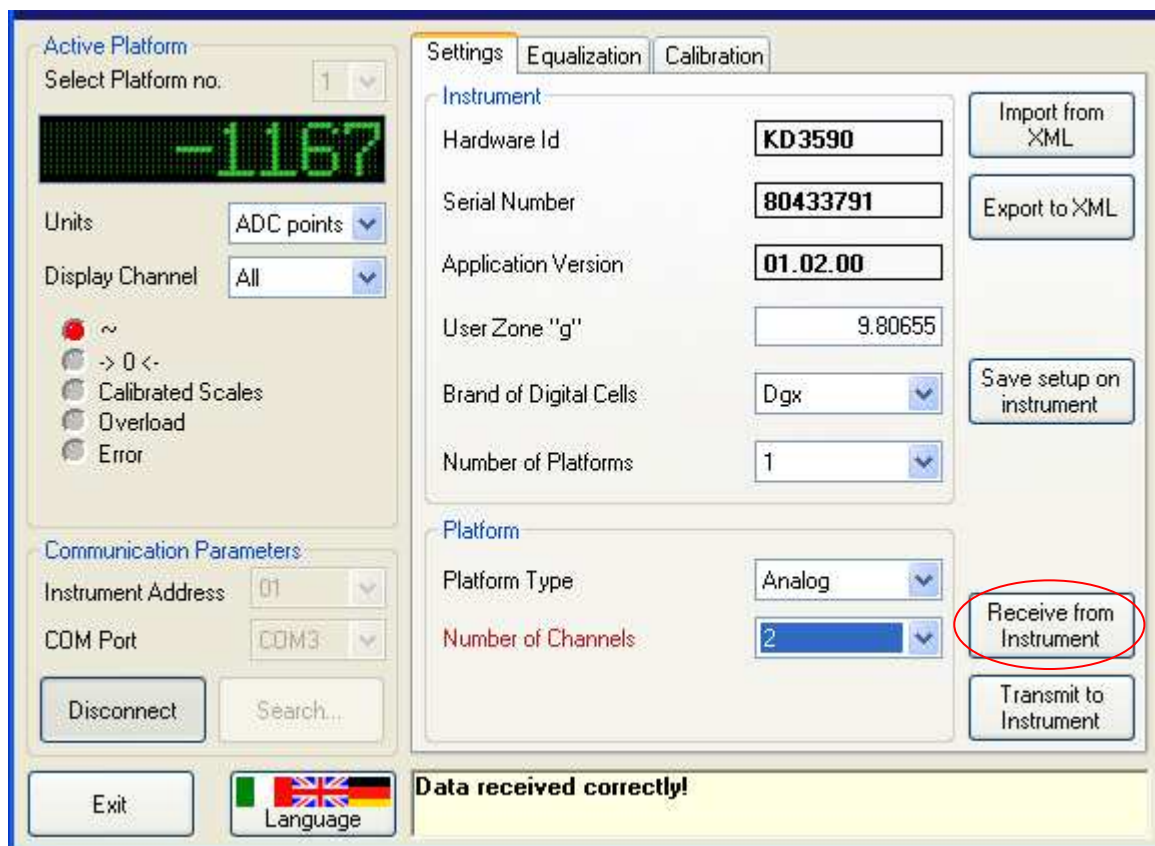 Active Platform
Select Platform no.
1
-1167
Units
ADC points
Display Channel
All
~
-> 0 <-
Calibrated Scales
Overload
Error
Communication Parameters
Instrument Address
01
COM Port
COM3
Disconnect
Search...
Exit
Language
Settings
Equalization
Calibration
Instrument
Hardware Id
KD3590
Serial Number
80433791
Application Version
01.02.00
User Zone "g"
9.80655
Brand of Digital Cells
Dgx
Number of Platforms
1
Platform
Platform Type
Analog
Number of Channels
2
Import from
XML
Export to XML
Save setup on
instrument
Receive from
Instrument
Transmit to
Instrument
Data received correctly!